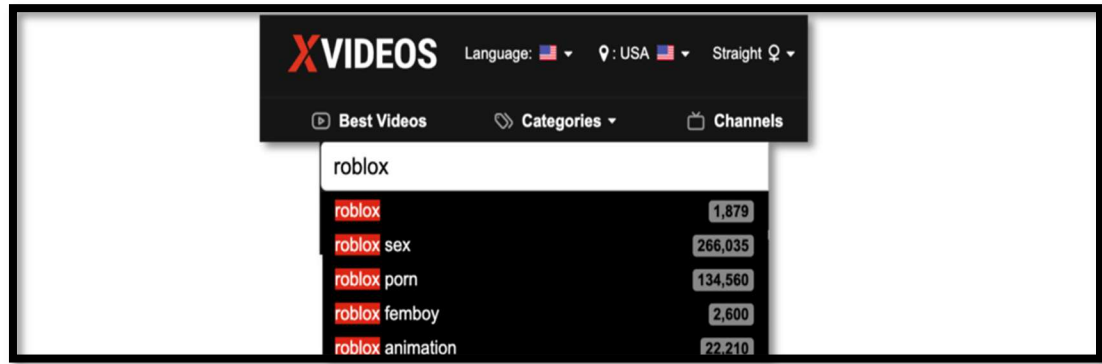 XVIDEOS Language: : USA Straight
Best Videos Categories Channels
roblox
roblox 1,879
roblox sex 266,035
roblox porn 134,560
roblox femboy 2,600
roblox animation 22,210